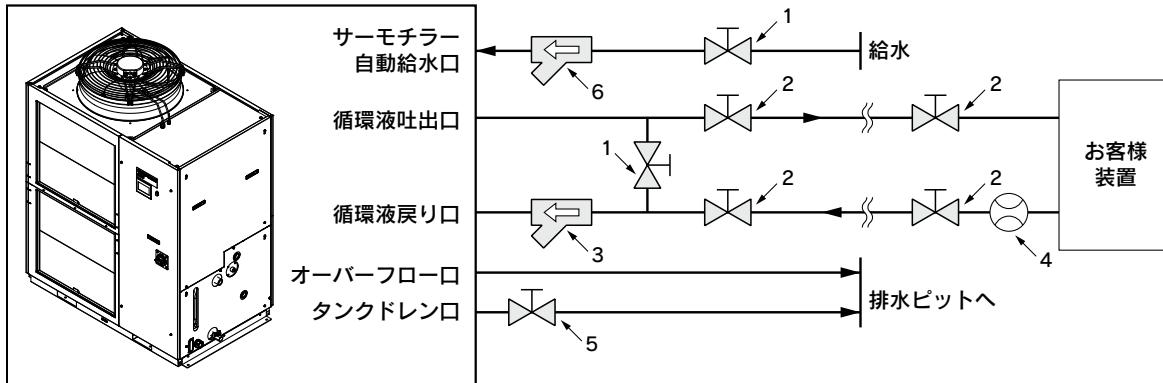 サーモチラー
自動給水口
6
1
給水
循環液吐出口
2
2
1
お客様
装置
循環液戻り口
3
2
2
4
オーバーフロー口
タンクドレン口
5
排水ピットへ